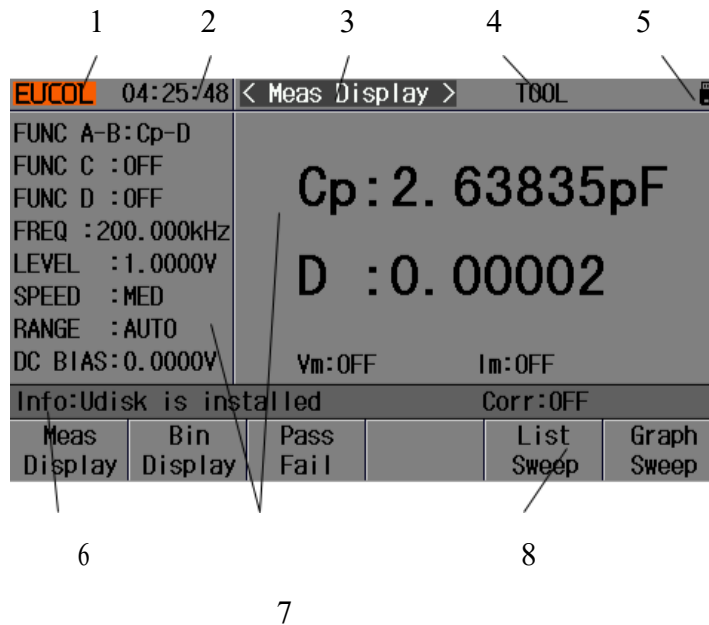 1 2 3 4 5
EUCOL 04:25:48 < Meas Display > TOOL
FUNC A-B:Cp-D
FUNC C :OFF
FUNC D :OFF
FREQ :200.000kHz
LEVEL :1.0000V
SPEED :MED
RANGE :AUTO
DC BIAS:0.0000V
Cp:2.63835pF
D :0.00002
Vm:OFF Im:OFF
Info:Udisk is installed Corr:OFF
Meas Display
Bin Display
Pass Fail
List Sweep
Graph Sweep
6 8
7